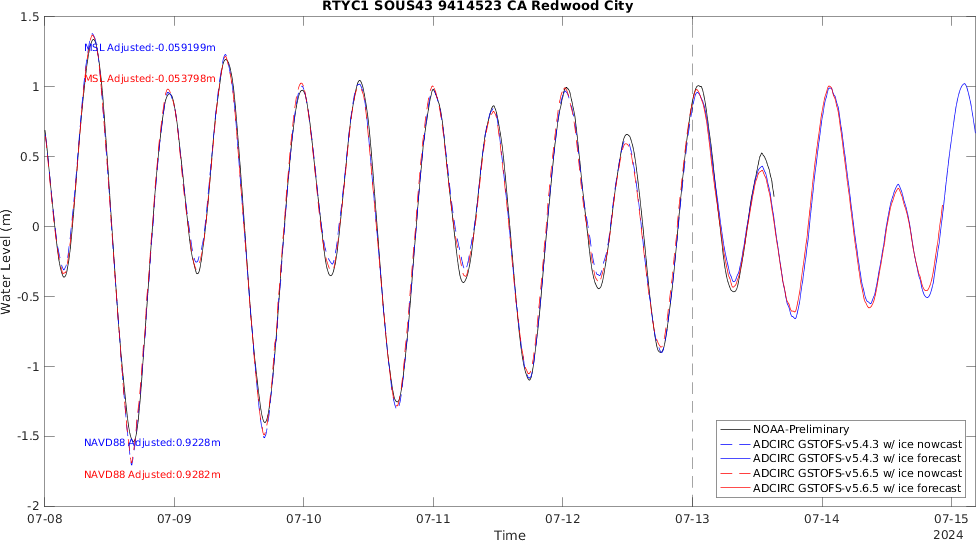 RTYC1 SOUS43 9414523 CA Redwood City
1.5
1
0.5
0
-0.5
-1
-1.5
-2
Water Level (m)
MSL Adjusted:-0.059199m
MSL Adjusted:-0.053798m
NAVD88 Adjusted:0.9228m
NAVD88 Adjusted:0.9282m
NOAA-Preliminary
ADCIRC GSTOFS-v5.4.3 w/ ice nowcast
ADCIRC GSTOFS-v5.4.3 w/ ice forecast
ADCIRC GSTOFS-v5.6.5 w/ ice nowcast
ADCIRC GSTOFS-v5.6.5 w/ ice forecast
07-08 07-09 07-10 07-11 07-12 07-13 07-14 07-15
Time
2024